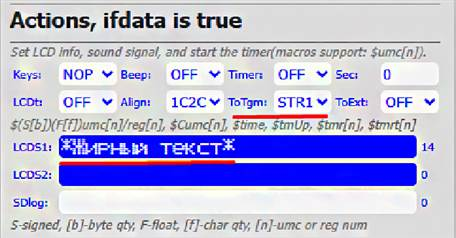 Actions, ifdata is true
Set LCD info, sound signal, and start the timer(macros support: $umc[n]).
Keys: NOP Beep: OFF Timer: OFF Sec: 0
LCDt: OFF Align: 1C2C ToTgm: STR1 ToExt: OFF
$(S[b])(F[f])umc[n]/reg[n], $Cumc[n], $time, $tmUp, $tmr[n], $tmrt[n]
LCDS1: *Жирный текст* 14
LCDS2: 0
SDlog: 0
S-signed, [b]-byte qty, F-float, [f]-char qty, [n]-umc or reg num